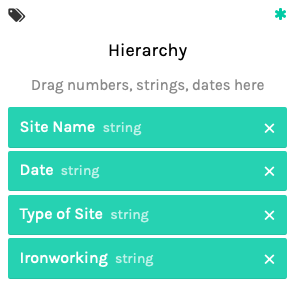 Hierarchy
Drag numbers, strings, dates here
Site Name string ×
Date string ×
Type of Site string ×
Ironworking string ×